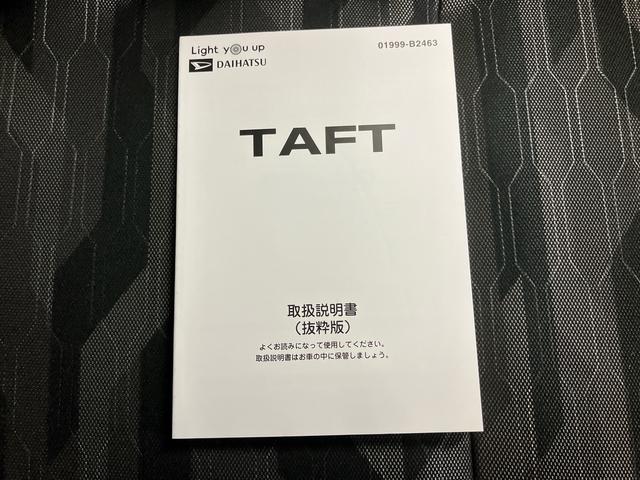 Light you up
01999-B2463
DAIHATSU
TAFT
取扱説明書
（抜粋版）
よくお読みになって使用してください。
取扱説明書はお車の中に保管しましょう。